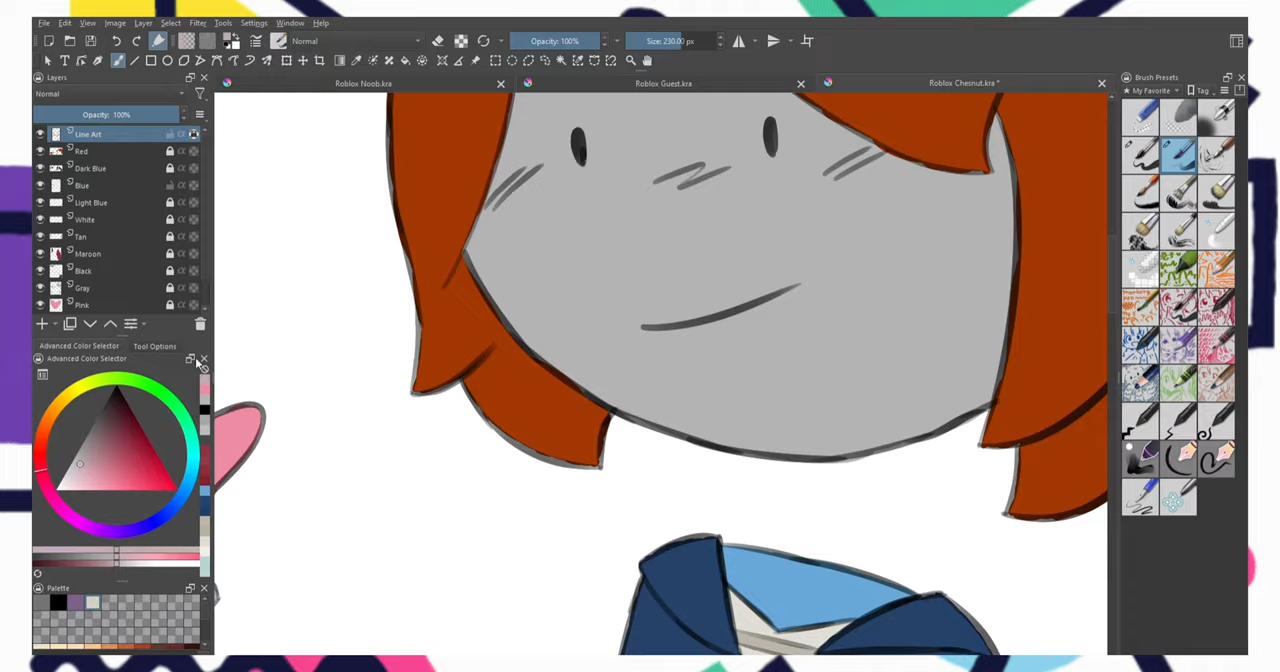 File Edit View Image Layer Select Filter Tools Settings Window Help
Normal
Opacity: 100%
Size: 230.00 px
Layers
Roblox Noob.kra
Roblox Guest.kra
Roblox Chesnut.kra *
Brush Presets
Normal
My Favorite
Tag
Opacity: 100%
Line Art
Red
Dark Blue
Blue
Light Blue
White
Tan
Maroon
Black
Gray
Pink
Advanced Color Selector Tool Options
Advanced Color Selector
Palette